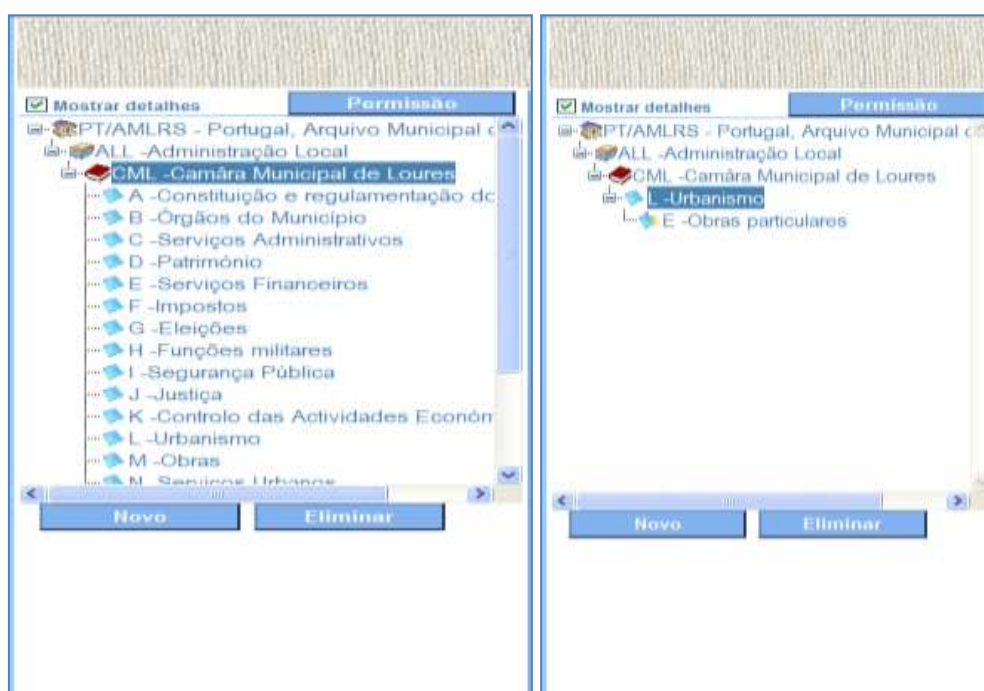 Mostrar detalhes Permissão
PT/AMLRS - Portugal, Arquivo Municipal
ALL -Administração Local
CML -Camâra Municipal de Loures
A -Constituição e regulamentação do
B -Órgãos do Município
C -Serviços Administrativos
D -Património
E -Serviços Financeiros
F -Impostos
G -Eleições
H -Funções militares
I -Segurança Pública
J -Justiça
K -Controlo das Actividades Económ
L -Urbanismo
M -Obras
N -Serviços Urbanos
Novo Eliminar
Mostrar detalhes Permissão
PT/AMLRS - Portugal, Arquivo Municipal
ALL -Administração Local
CML -Camâra Municipal de Loures
L -Urbanismo
E -Obras particulares
Novo Eliminar